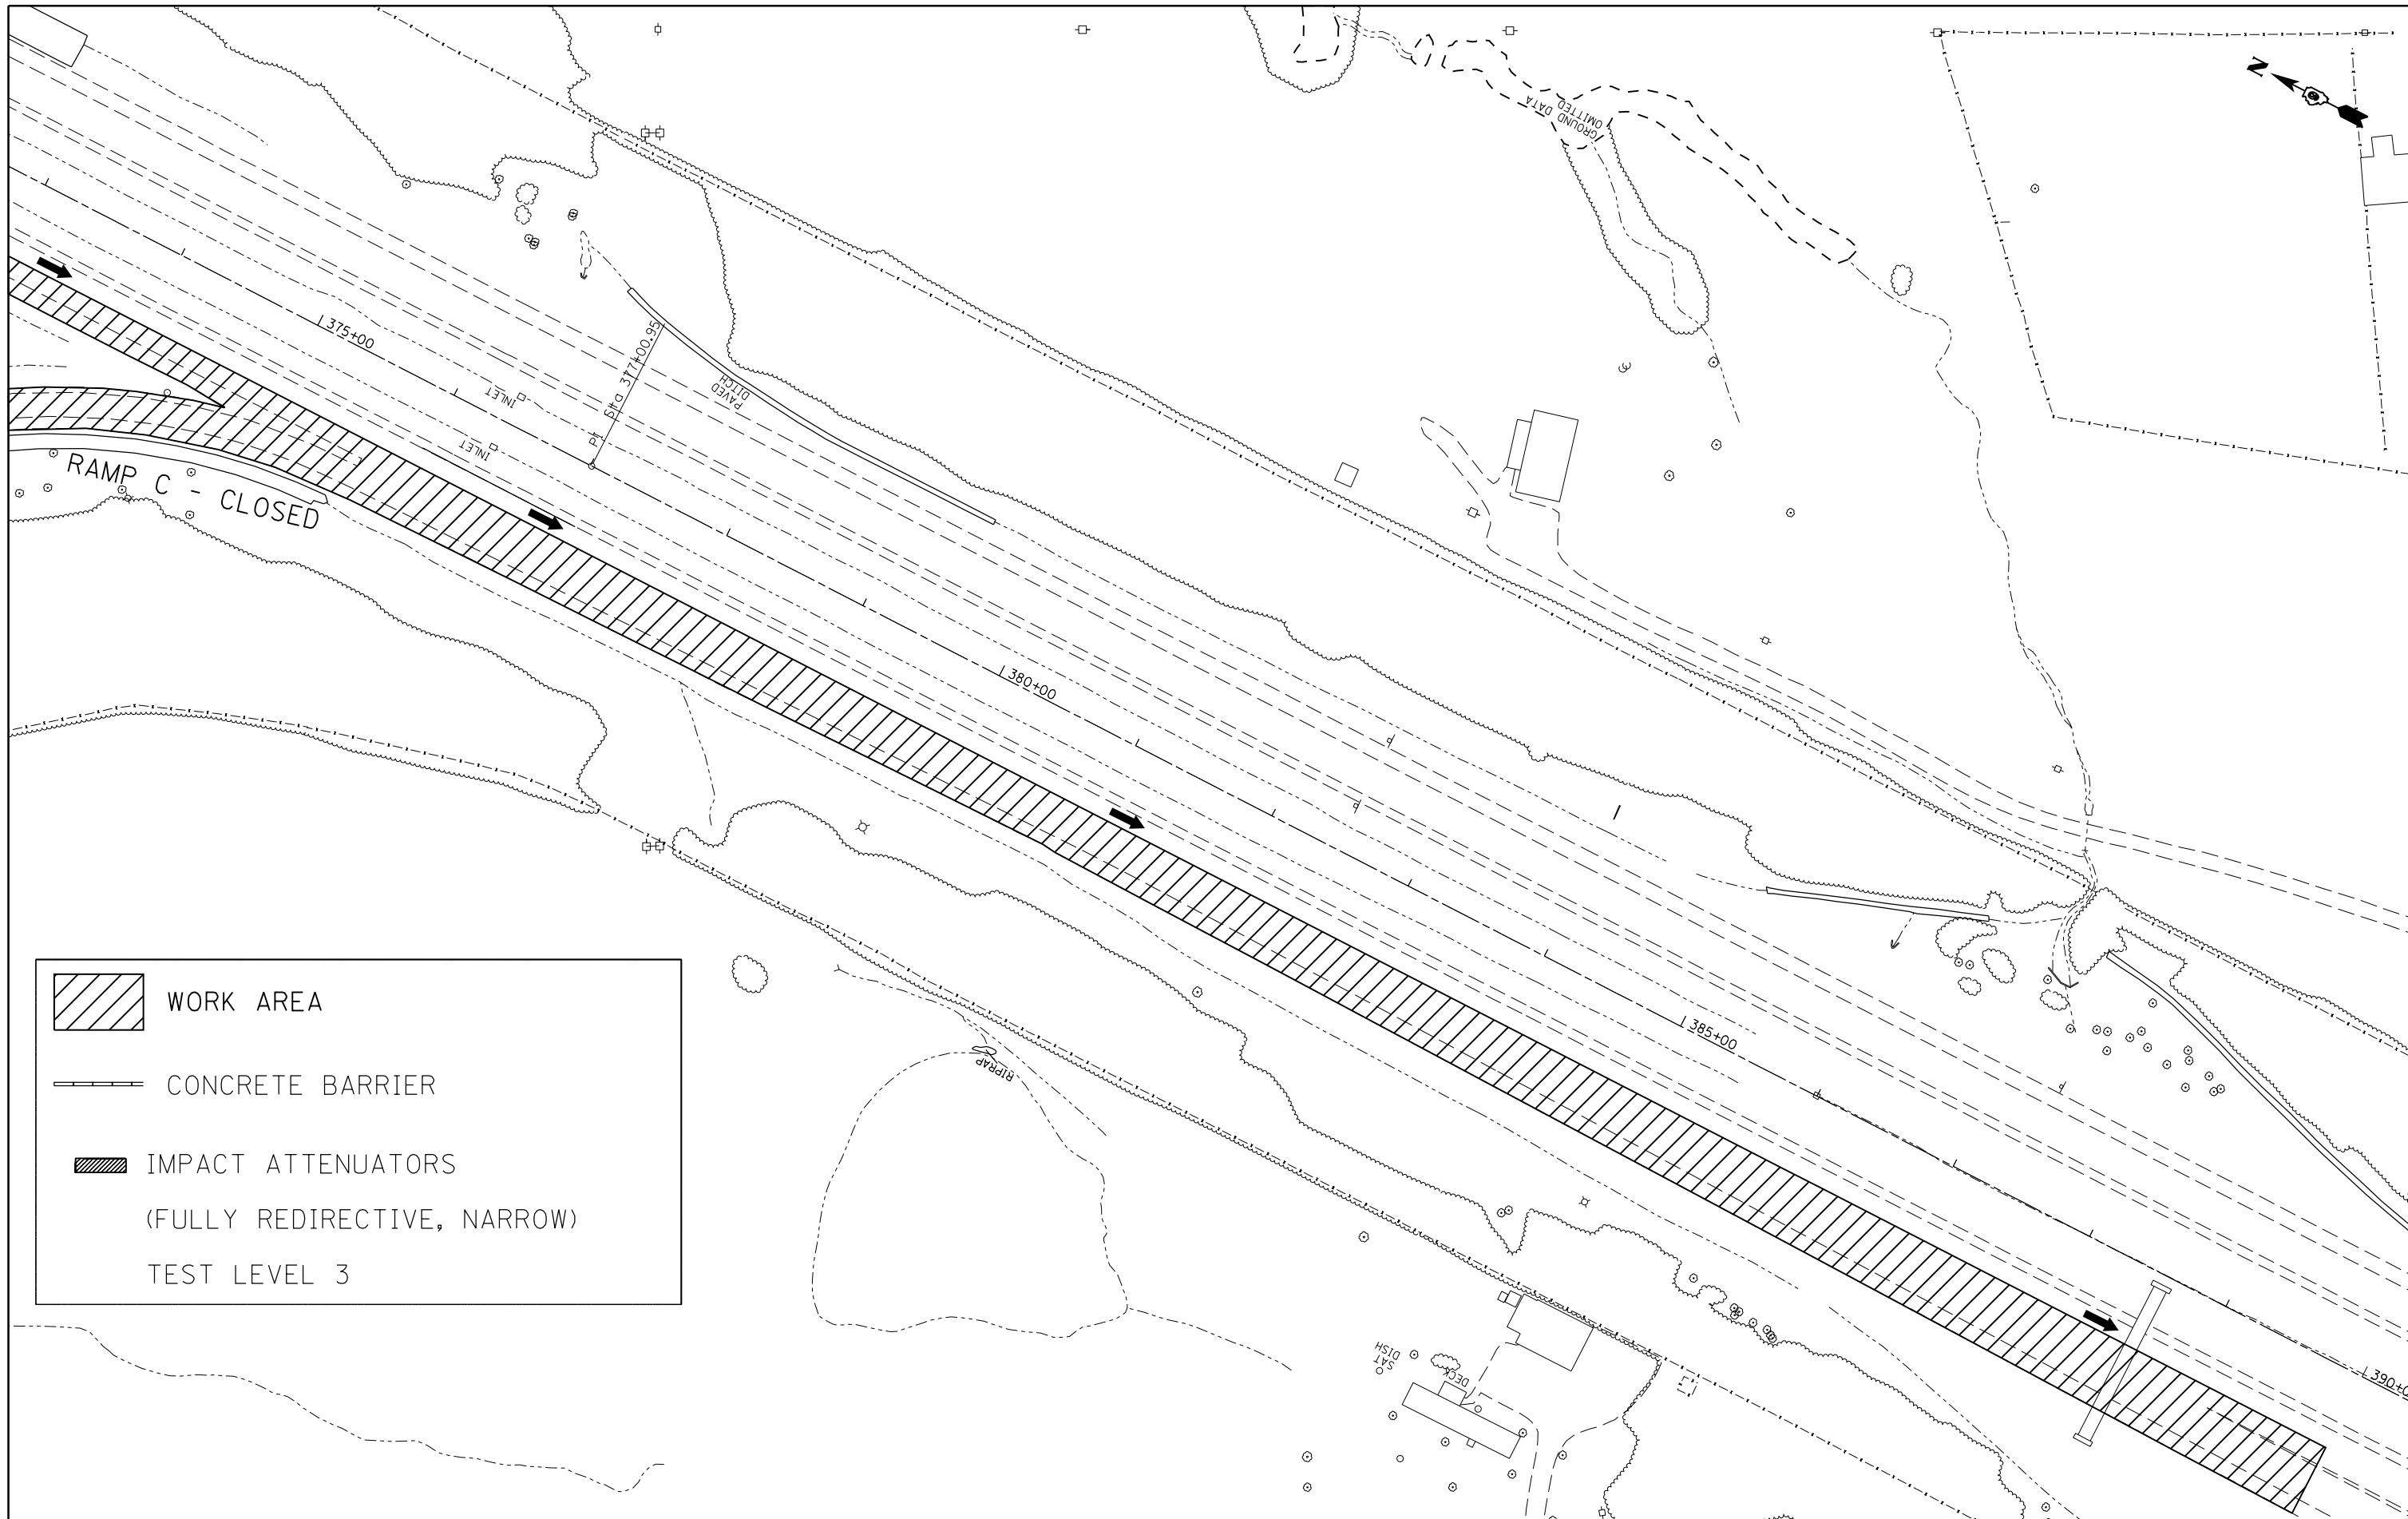 N
GROUND DATA
OMITTED
375+00
INLET
INLET
PI Sta 377+00.95
PAVED
DITCH
RAMP C - CLOSED
380+00
385+00
390+0
RIPRAP
SAT
DISH
DECK
WORK AREA
CONCRETE BARRIER
IMPACT ATTENUATORS
(FULLY REDIRECTIVE, NARROW)
TEST LEVEL 3